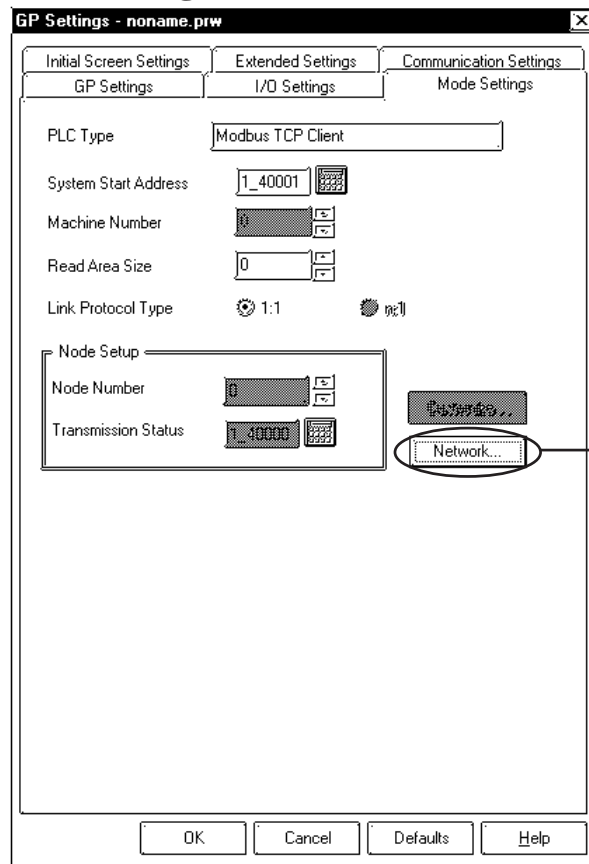 GP Settings - noname.prw
Initial Screen Settings Extended Settings Communication Settings
GP Settings I/O Settings Mode Settings
PLC Type Modbus TCP Client
System Start Address 1_40001
Machine Number 0
Read Area Size 0
Link Protocol Type 1:1 n:1
Node Setup
Node Number 0
Transmission Status 1_40000
Network...
OK Cancel Defaults Help